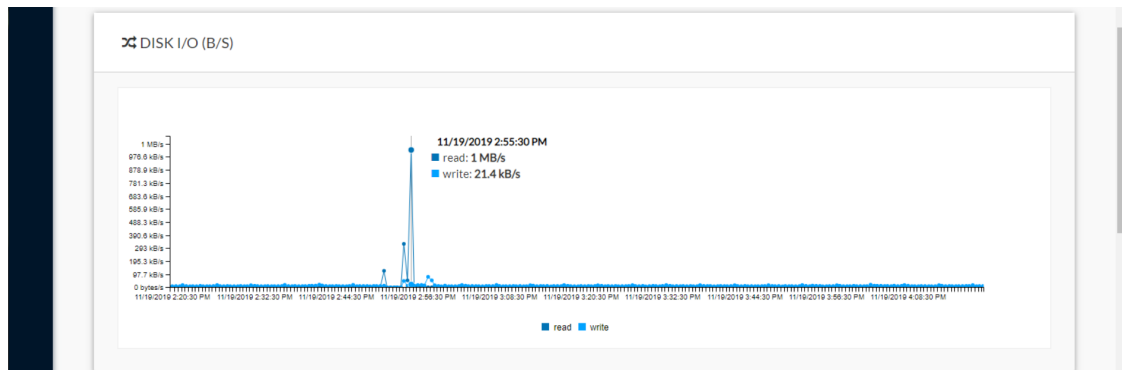 DISK I/O (B/S)
11/19/2019 2:55:30 PM
read: 1 MB/s
write: 21.4 kB/s
1 MB/s
976.6 kB/s
878.9 kB/s
781.3 kB/s
683.6 kB/s
585.9 kB/s
488.3 kB/s
390.6 kB/s
293 kB/s
195.3 kB/s
97.7 kB/s
0 bytes/s
11/19/2019 2:20:30 PM 11/19/2019 2:32:30 PM 11/19/2019 2:44:30 PM 11/19/2019 2:56:30 PM 11/19/2019 3:08:30 PM 11/19/2019 3:20:30 PM 11/19/2019 3:32:30 PM 11/19/2019 3:44:30 PM 11/19/2019 3:56:30 PM 11/19/2019 4:08:30 PM
read write